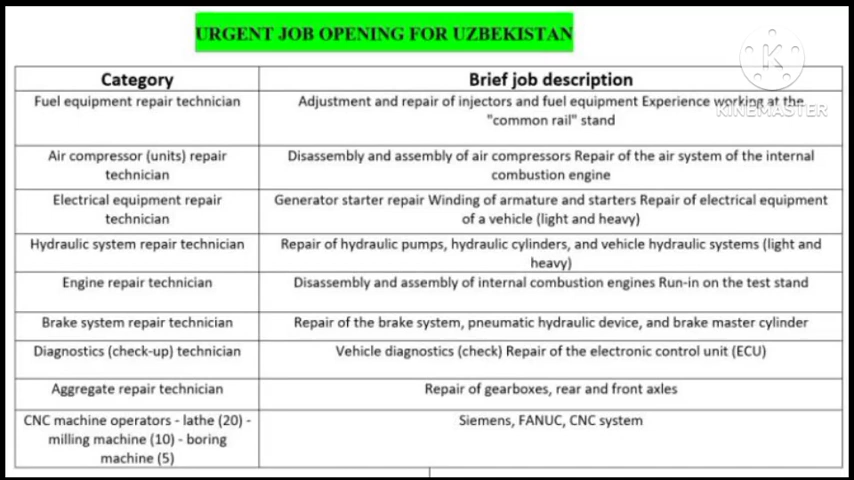 URGENT JOB OPENING FOR UZBEKISTAN
K
KINEMASTER
Category
Brief job description
Fuel equipment repair technician
Adjustment and repair of injectors and fuel equipment Experience working at the
"common rail" stand
Air compressor (units) repair
technician
Disassembly and assembly of air compressors Repair of the air system of the internal
combustion engine
Electrical equipment repair
technician
Generator starter repair Winding of armature and starters Repair of electrical equipment
of a vehicle (light and heavy)
Hydraulic system repair technician
Repair of hydraulic pumps, hydraulic cylinders, and vehicle hydraulic systems (light and
heavy)
Engine repair technician
Disassembly and assembly of internal combustion engines Run-in on the test stand
Brake system repair technician
Repair of the brake system, pneumatic hydraulic device, and brake master cylinder
Diagnostics (check-up) technician
Vehicle diagnostics (check) Repair of the electronic control unit (ECU)
Aggregate repair technician
Repair of gearboxes, rear and front axles
CNC machine operators - lathe (20) -
milling machine (10) - boring
machine (5)
Siemens, FANUC, CNC system